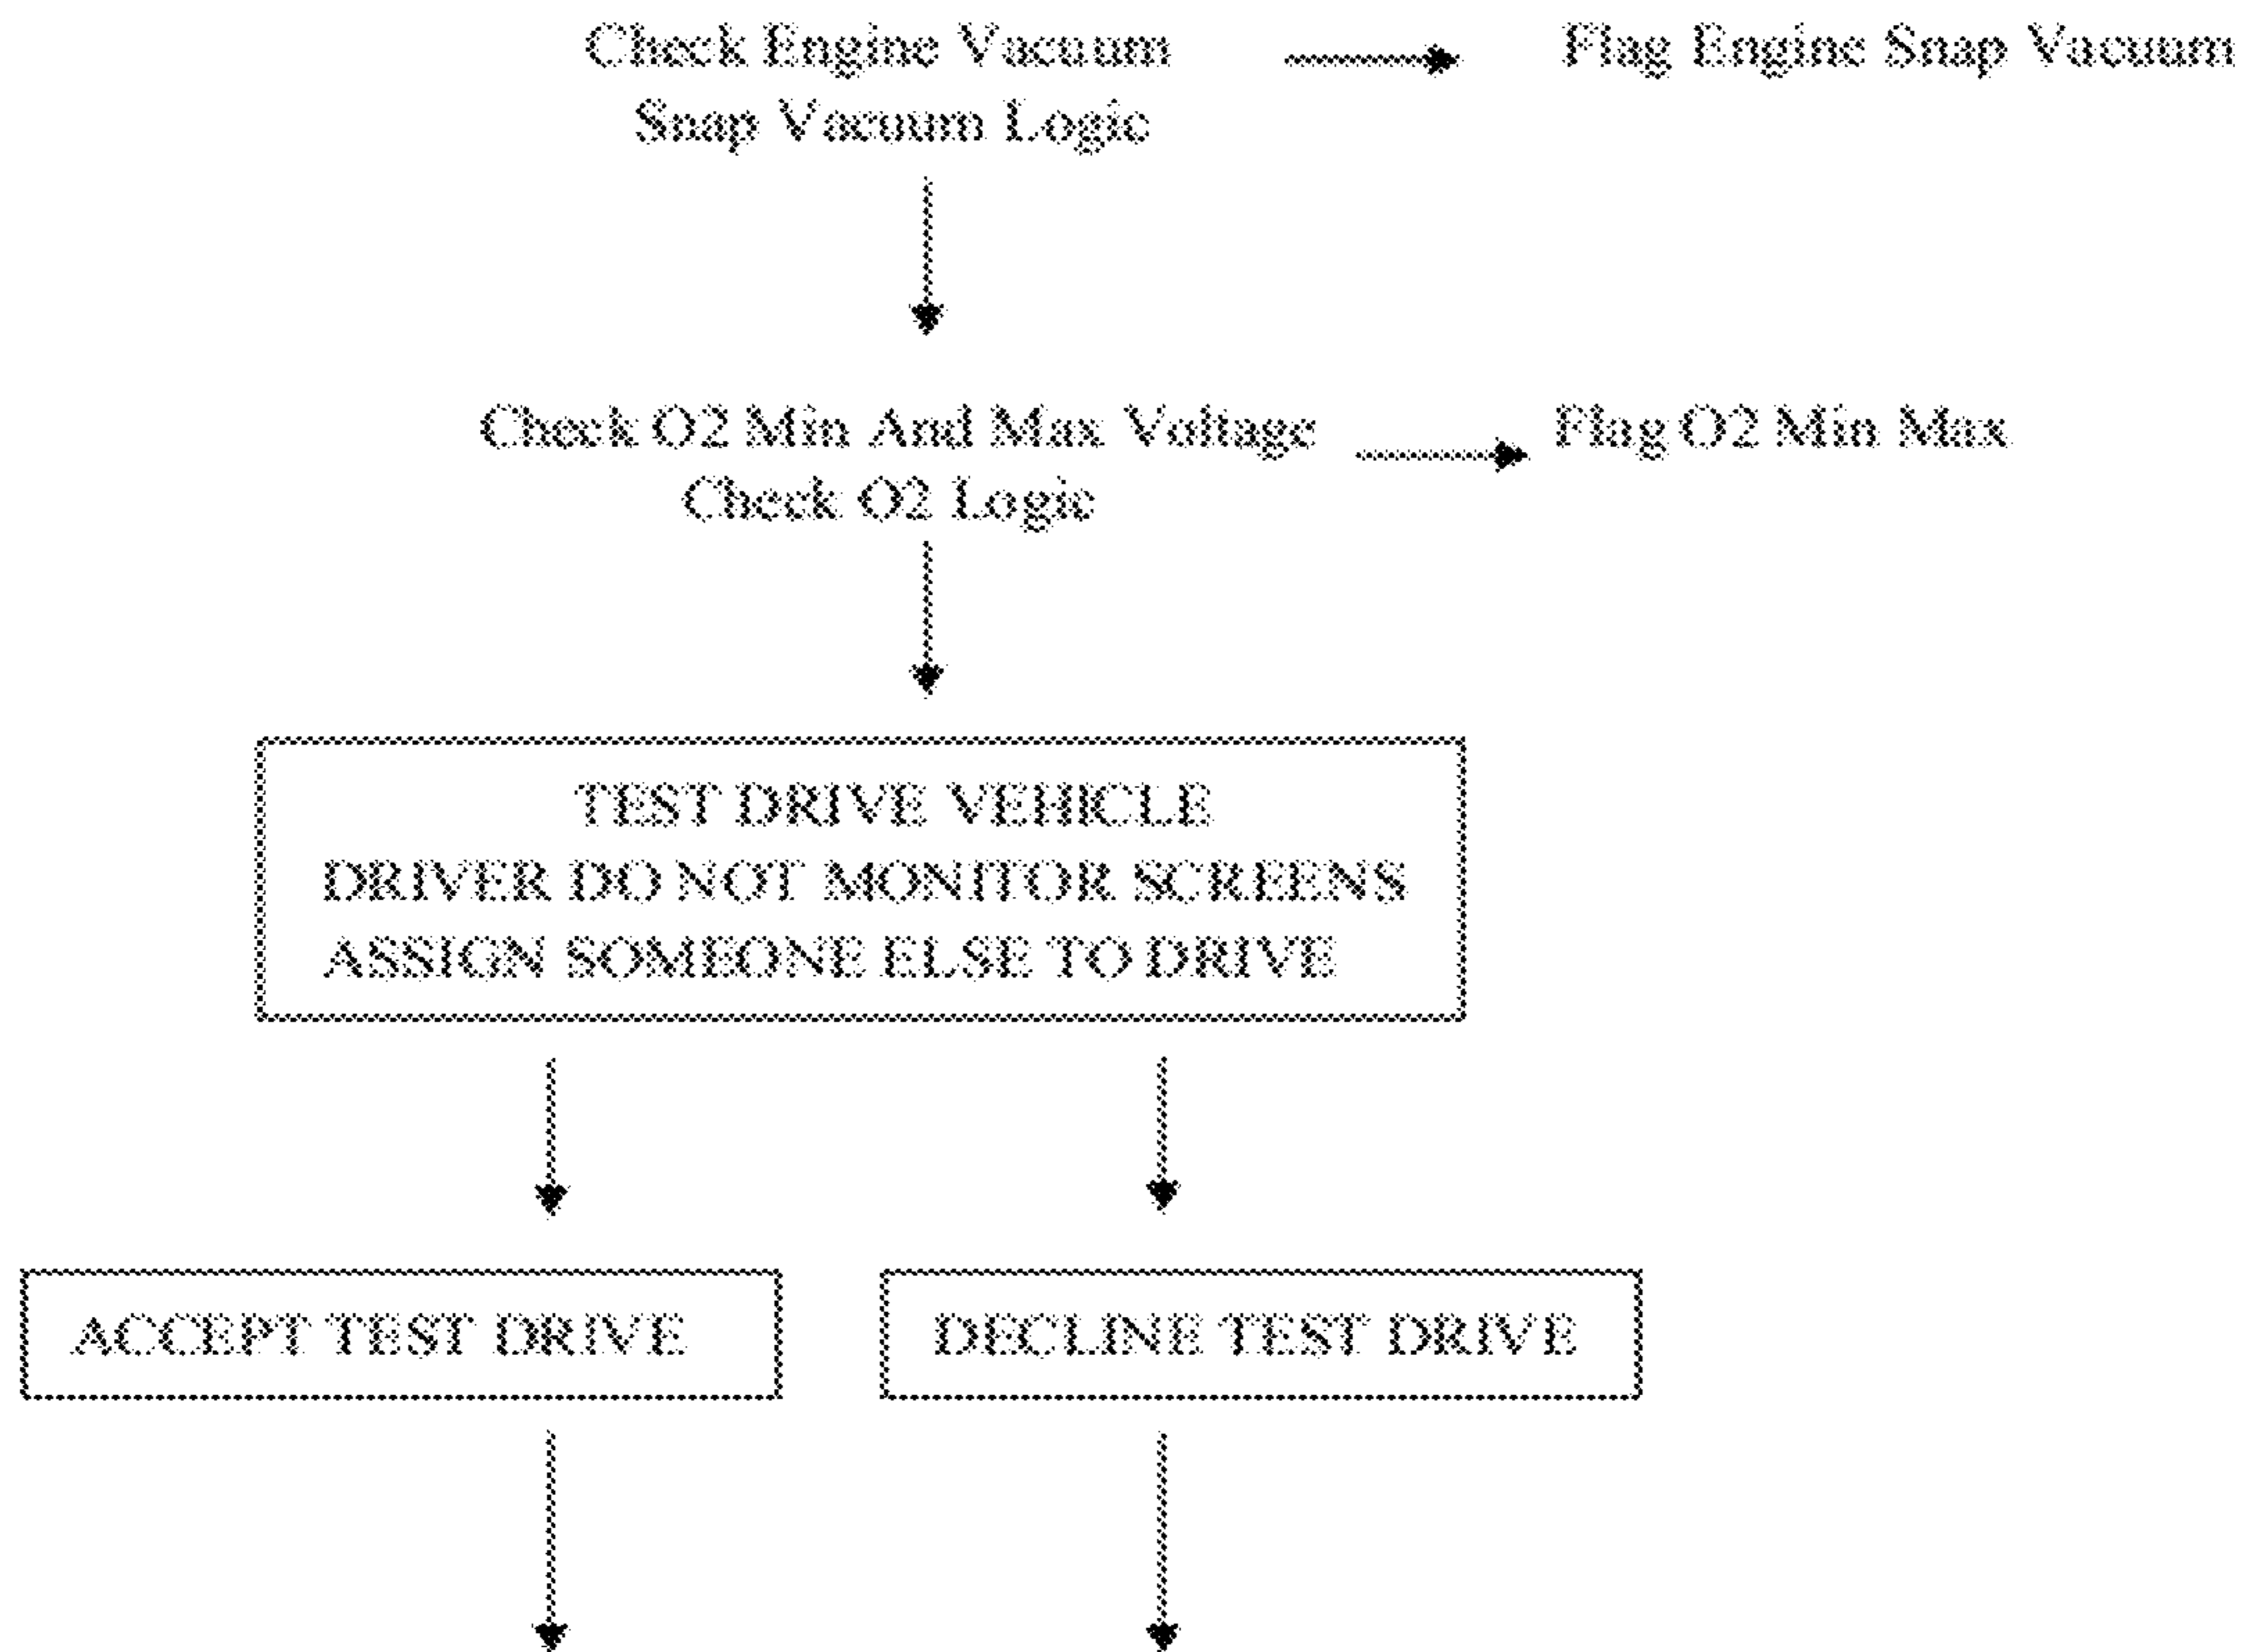 Check Engine Vacuum
Snap Vacuum Logic
Flag Engine Snap Vacuum
Check O2 Min And Max Voltage
Check O2 Logic
Flag O2 Min Max
TEST DRIVE VEHICLE
DRIVER DO NOT MONITOR SCREENS
ASSIGN SOMEONE ELSE TO DRIVE
ACCEPT TEST DRIVE
DECLINE TEST DRIVE